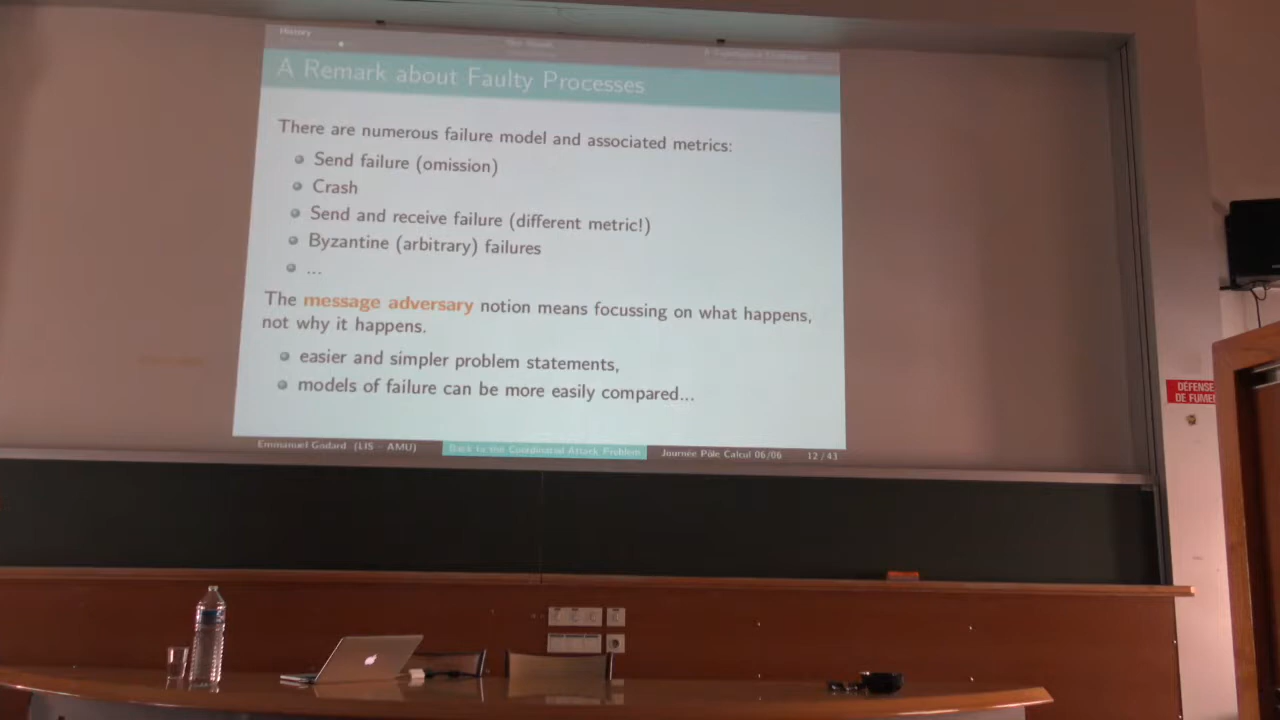 History
A Remark about Faulty Processes
There are numerous failure model and associated metrics:
Send failure (omission)
Crash
Send and receive failure (different metric!)
Byzantine (arbitrary) failures
...
The message adversary notion means focussing on what happens,
not why it happens.
easier and simpler problem statements,
models of failure can be more easily compared...
Emmanuel Godard (LIS - AMU) Back to the Coordinated Attack Problem Journée Pôle Calcul 06/06 12 / 43
DÉFENSE
DE FUME